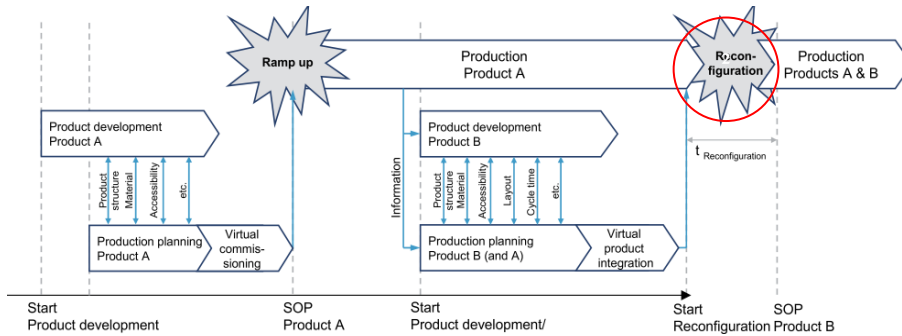 Ramp up
Production
Product A
Recon-
figuration
Production
Products A & B
Product development
Product A
Product development
Product B
t Reconfiguration
Product
structure
Material
Accessibility
etc.
Information
Product
structure
Material
Accessibility
Layout
Cycle time
etc.
Production planning
Product A
Virtual
commis-
sioning
Production planning
Product B (and A)
Virtual
product
integration
Start
Product development
SOP
Product A
Start
Product development/
Start
Reconfiguration
SOP
Product B